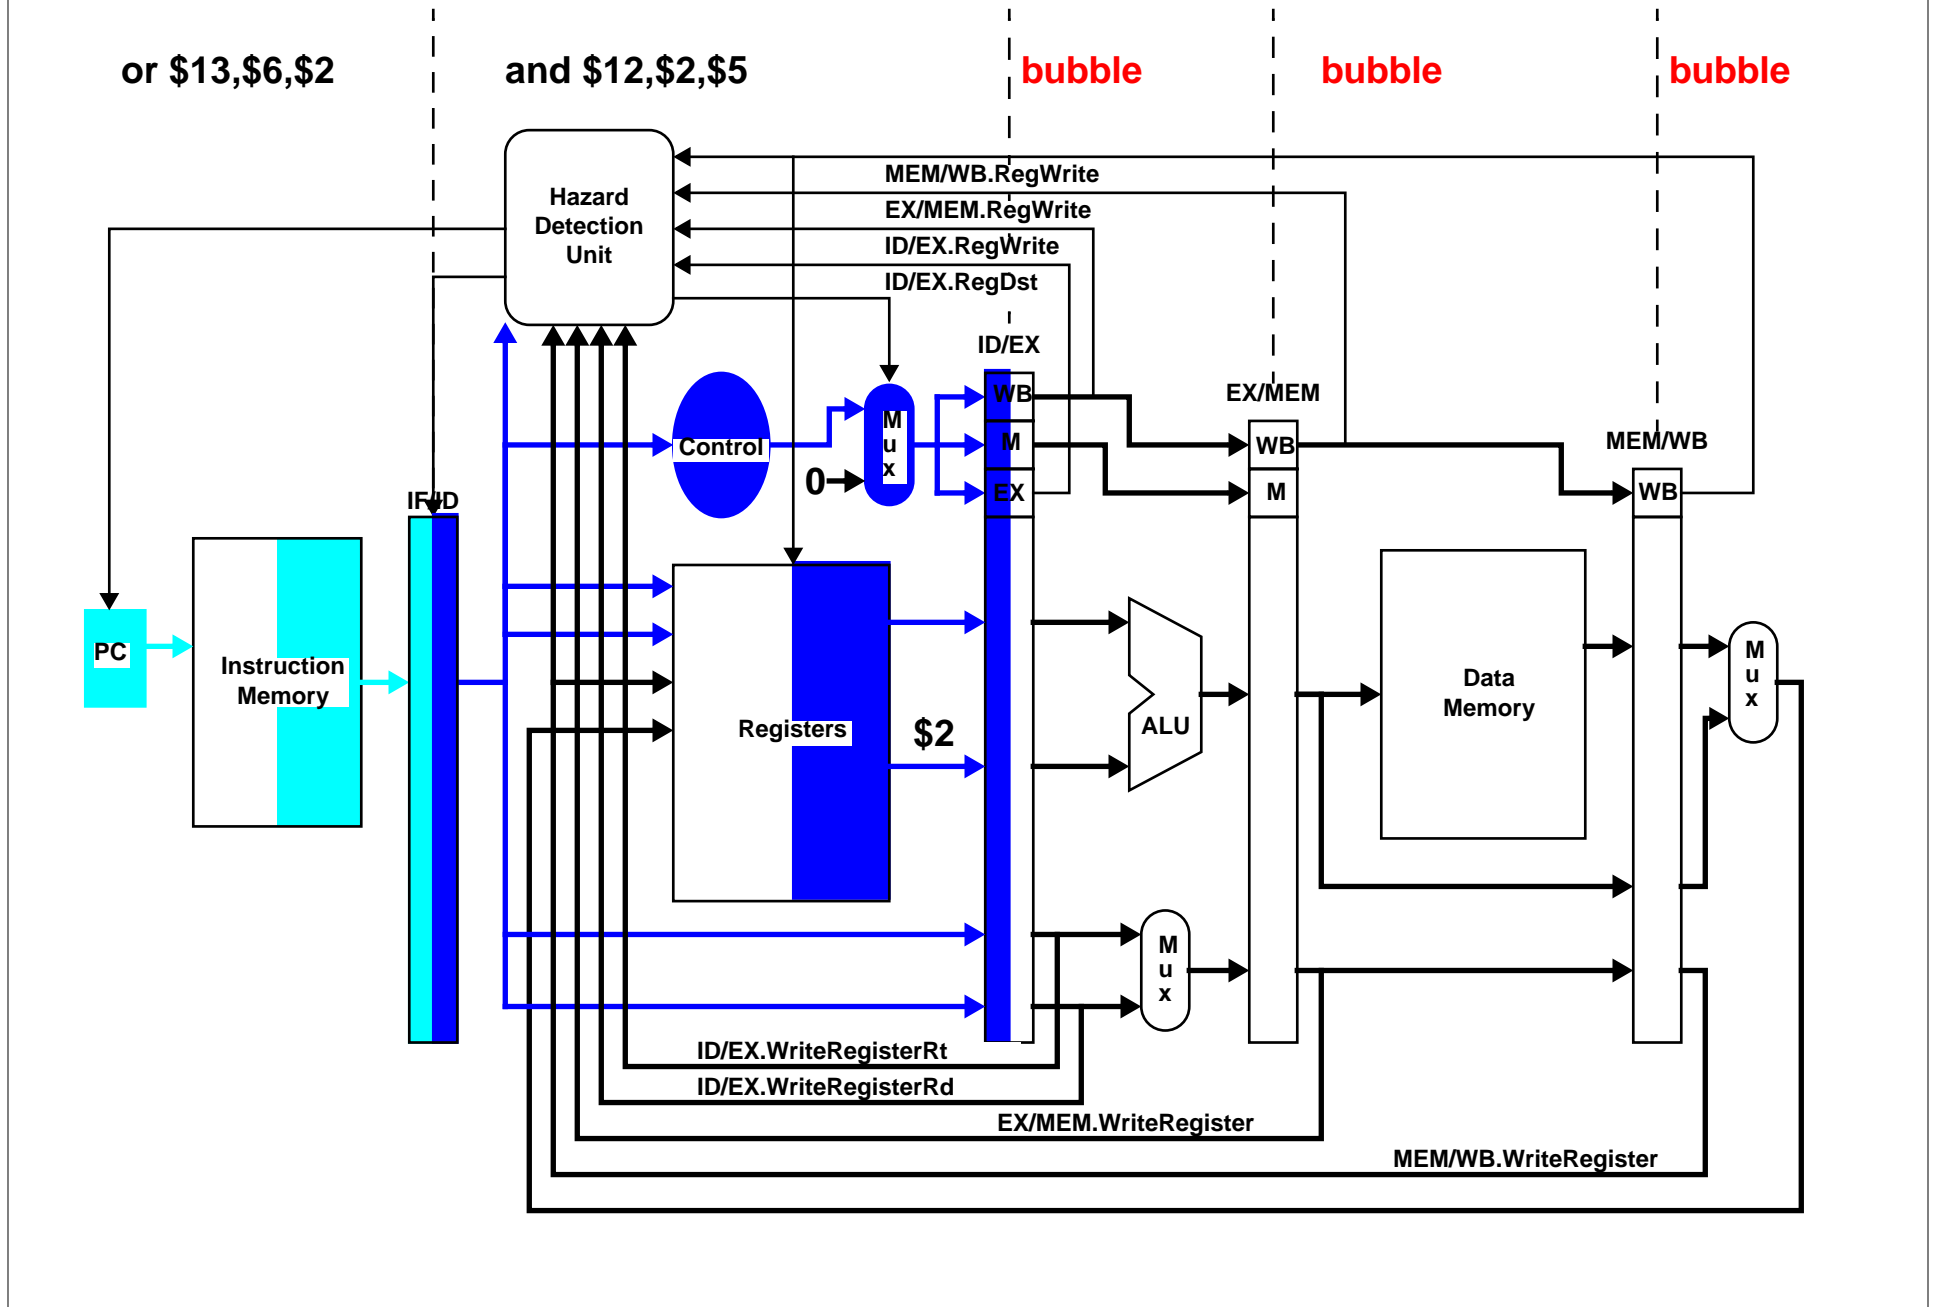 or $13,$6,$2
and $12,$2,$5
bubble
bubble
bubble
Hazard
Detection
Unit
MEM/WB.RegWrite
EX/MEM.RegWrite
ID/EX.RegWrite
ID/EX.RegDst
ID/EX
EX/MEM
MEM/WB
WB
M
EX
WB
M
WB
Control
M
u
x
0
IF/ID
PC
Instruction
Memory
Registers
$2
ALU
Data
Memory
M
u
x
M
u
x
ID/EX.WriteRegisterRt
ID/EX.WriteRegisterRd
EX/MEM.WriteRegister
MEM/WB.WriteRegister